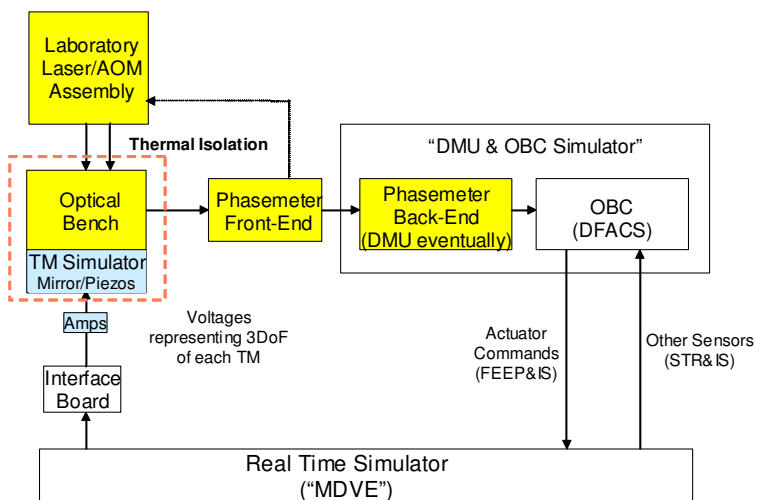 Laboratory
Laser/AOM
Assembly
Thermal Isolation
“DMU & OBC Simulator”
Optical
Bench
Phasemeter
Front-End
Phasemeter
Back-End
(DMU eventually)
OBC
(DFACS)
TM Simulator
Mirror/Piezos
Amps
Voltages
representing 3DoF
of each TM
Actuator
Commands
(FEEP&IS)
Other Sensors
(STR&IS)
Interface
Board
Real Time Simulator
(“MDVE”)